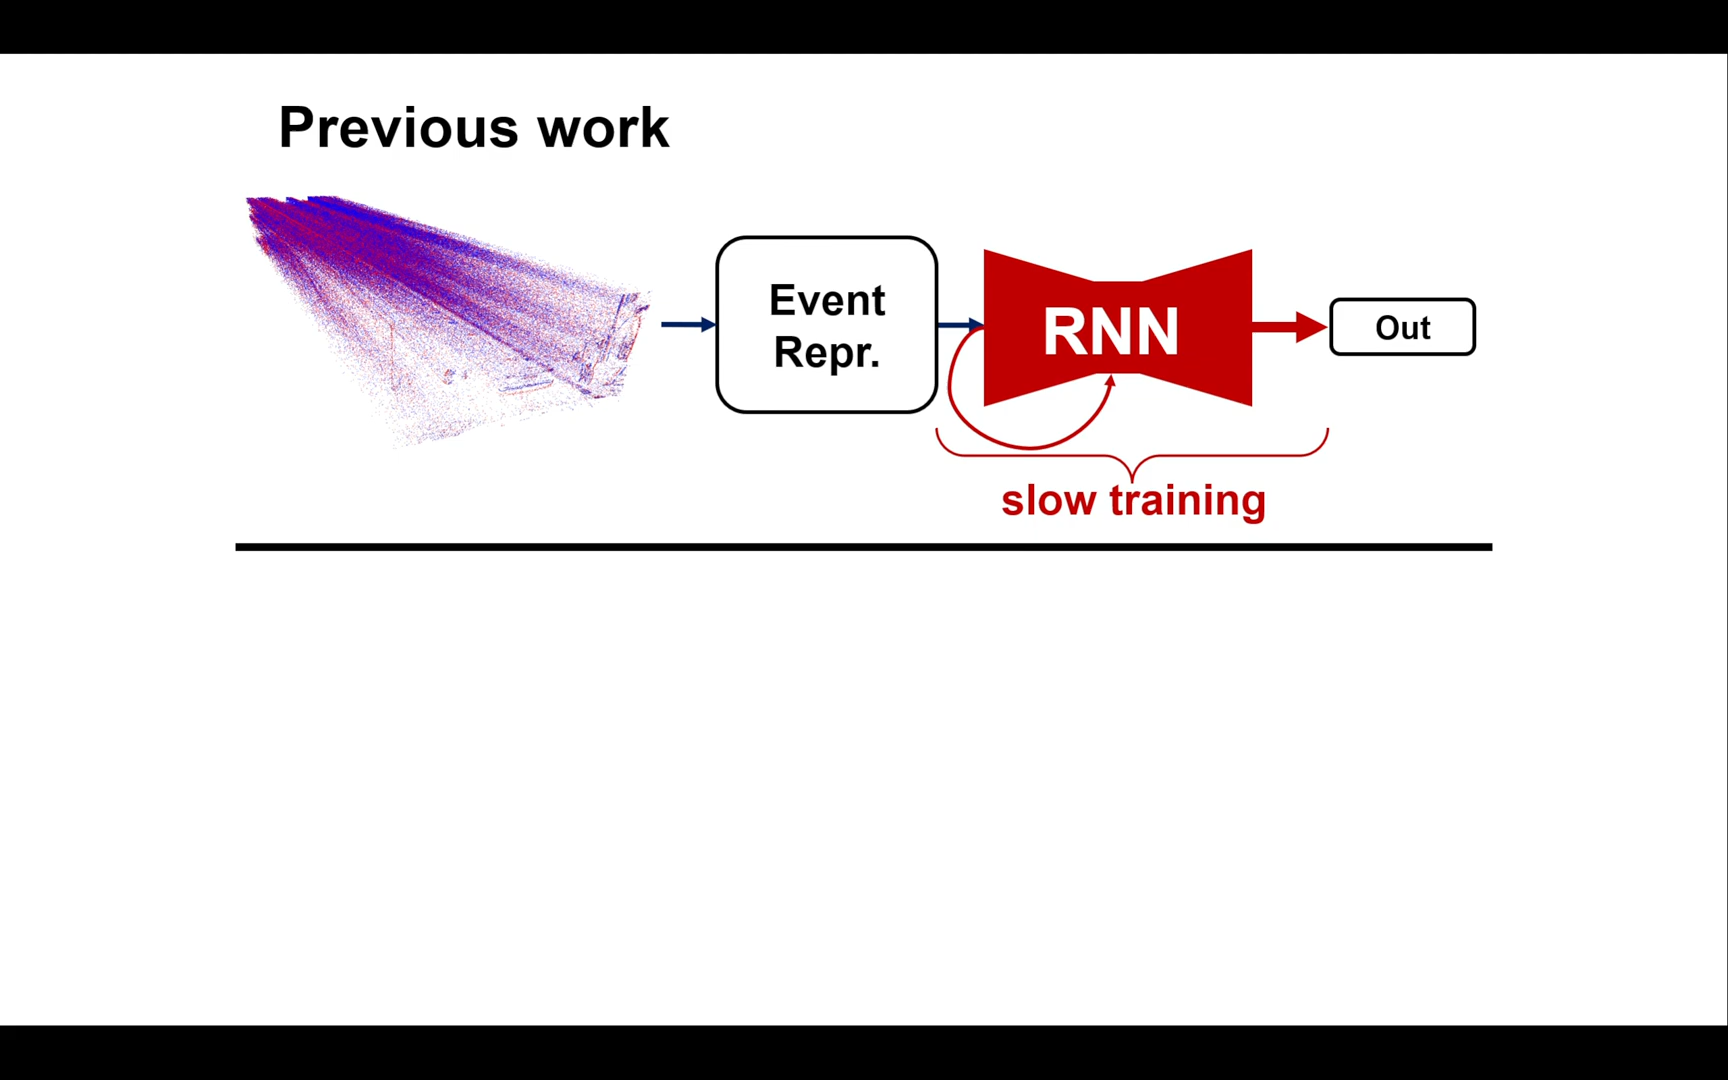 Previous work
Event
Repr.
RNN
Out
slow training